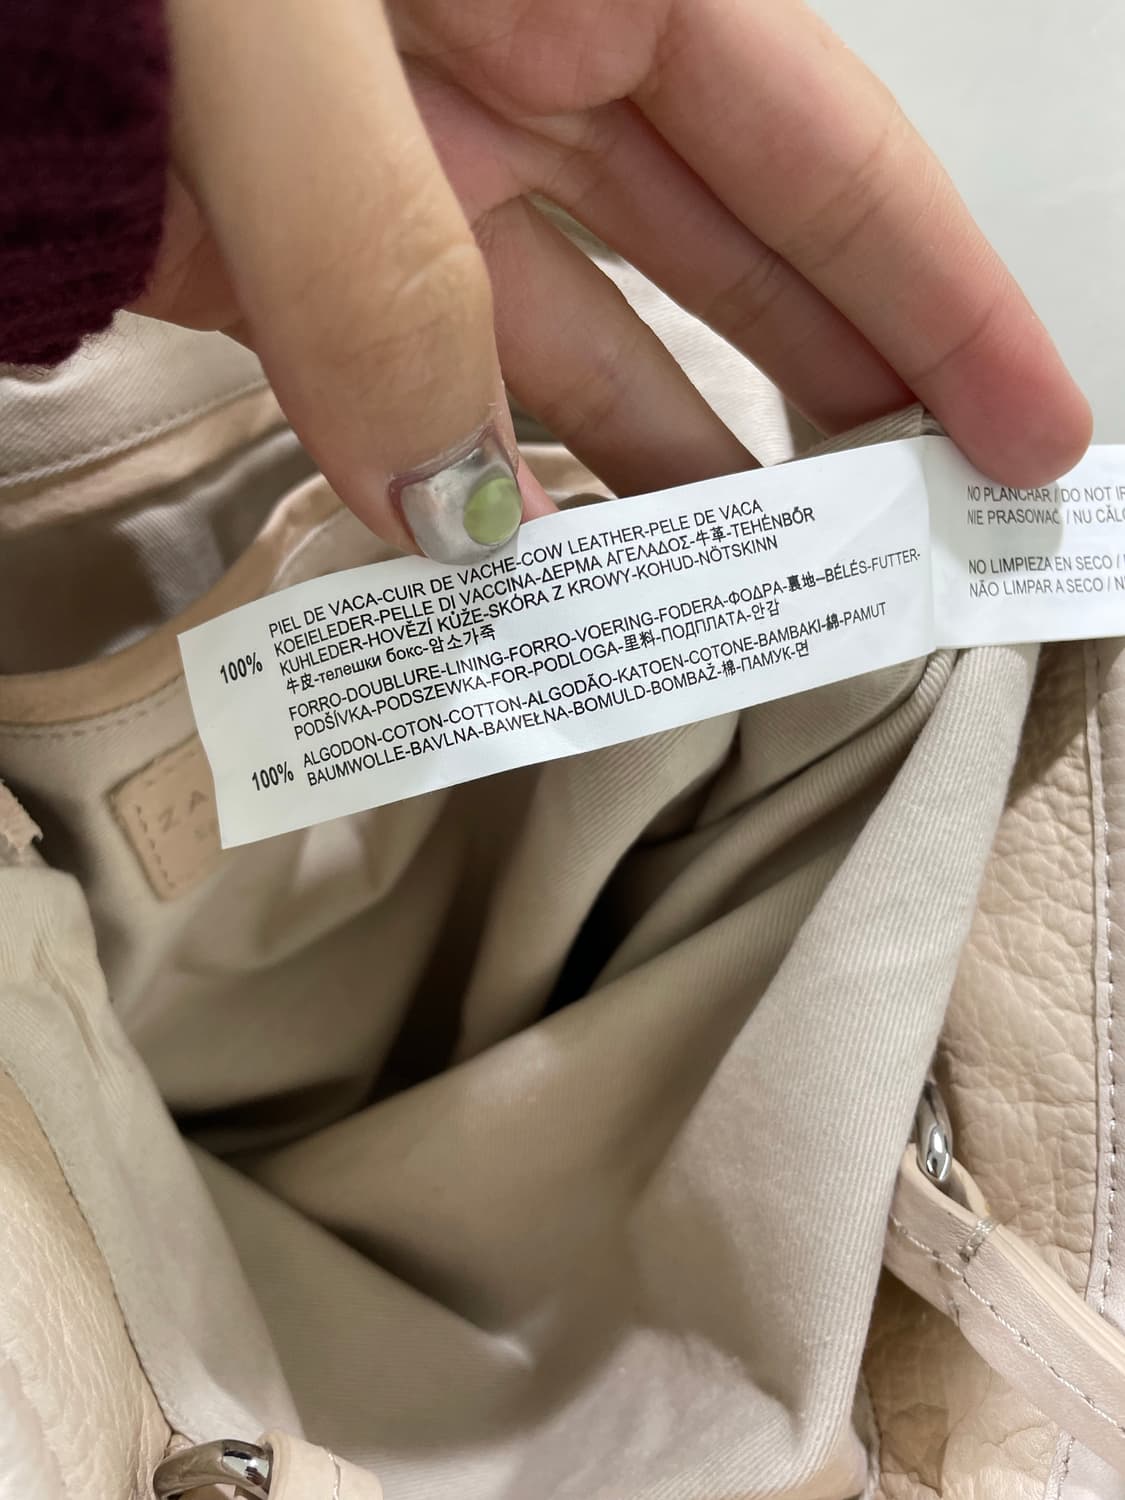 100% PIEL DE VACA-CUIR DE VACHE-COW LEATHER-PELE DE VACA
KOEIELEDER-PELLE DI VACCINA-ΔΕΡΜΑ ΑΓΕΛΑΔΟΣ-牛革-TEHÉNBŐR
KUHLEDER-HOVĚZÍ KŮŽE-SKÓRA Z KROWY-KOHUD-NÖTSKINN
牛皮-телешки бокс-암소가죽
FORRO-DOUBLURE-LINING-FORRO-VOERING-FODERA-ΦΟΔΡΑ-裏地–BÉLÉS-FUTTER-
PODŠÍVKA-PODSZEWKA-FOR-PODLOGA-里料-ПОДПЛАТА-안감
100% ALGODON-COTON-COTTON-ALGODÃO-KATOEN-COTONE-BAMBAKI-綿-PAMUT
BAUMWOLLE-BAVLNA-BAWEŁNA-BOMULD-BOMBAŽ-棉-ПАМУК-면
NO PLANCHAR / DO NOT
NIE PRASOWAĆ / NU
NO LIMPIEZA EN SECO /
NÃO LIMPAR A SECO /
ZA